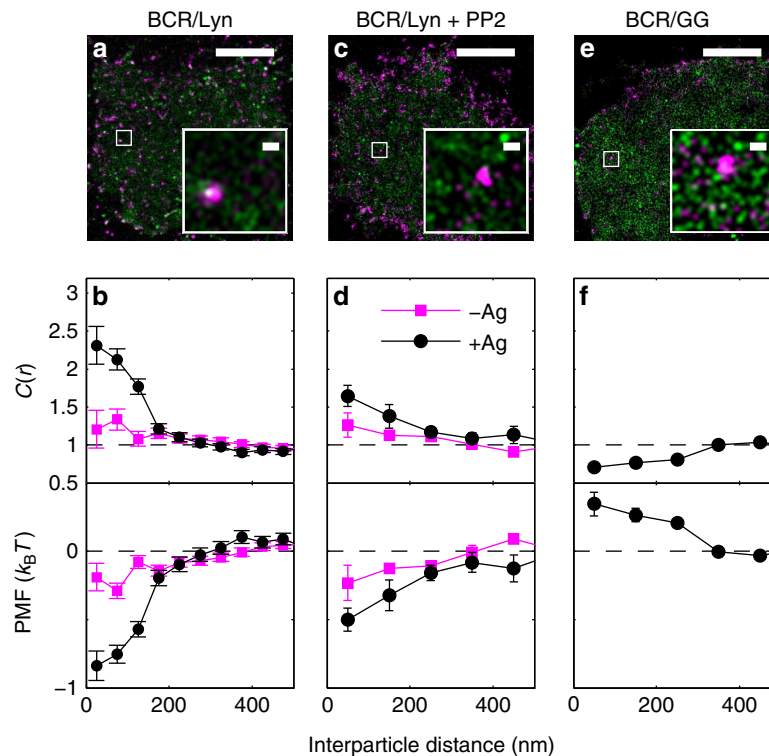 BCR/Lyn
BCR/Lyn + PP2
BCR/GG
a
c
e
b
d
f
3
2.5
2
1.5
1
C(r)
–Ag
+Ag
0.5
0
–1
PMF (k_BT)
0 200 400
0 200 400
0 200 400
Interparticle distance (nm)